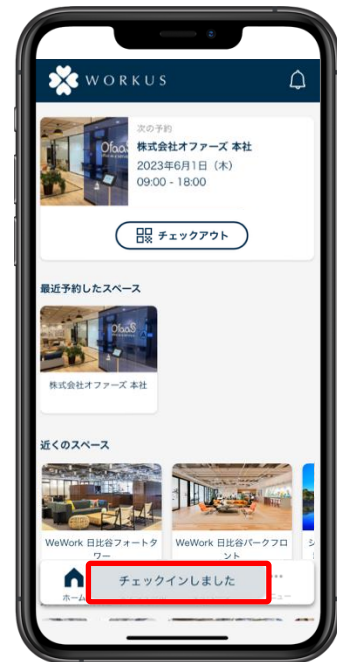 WORKUS
次の予約
株式会社オファーズ 本社
2023年6月1日（木）
09:00 - 18:00
チェックアウト
最近予約したスペース
株式会社オファーズ 本社
近くのスペース
WeWork 日比谷フォートタ
ワー
WeWork 日比谷パークフロ
ント
チェックインしました
ホーム